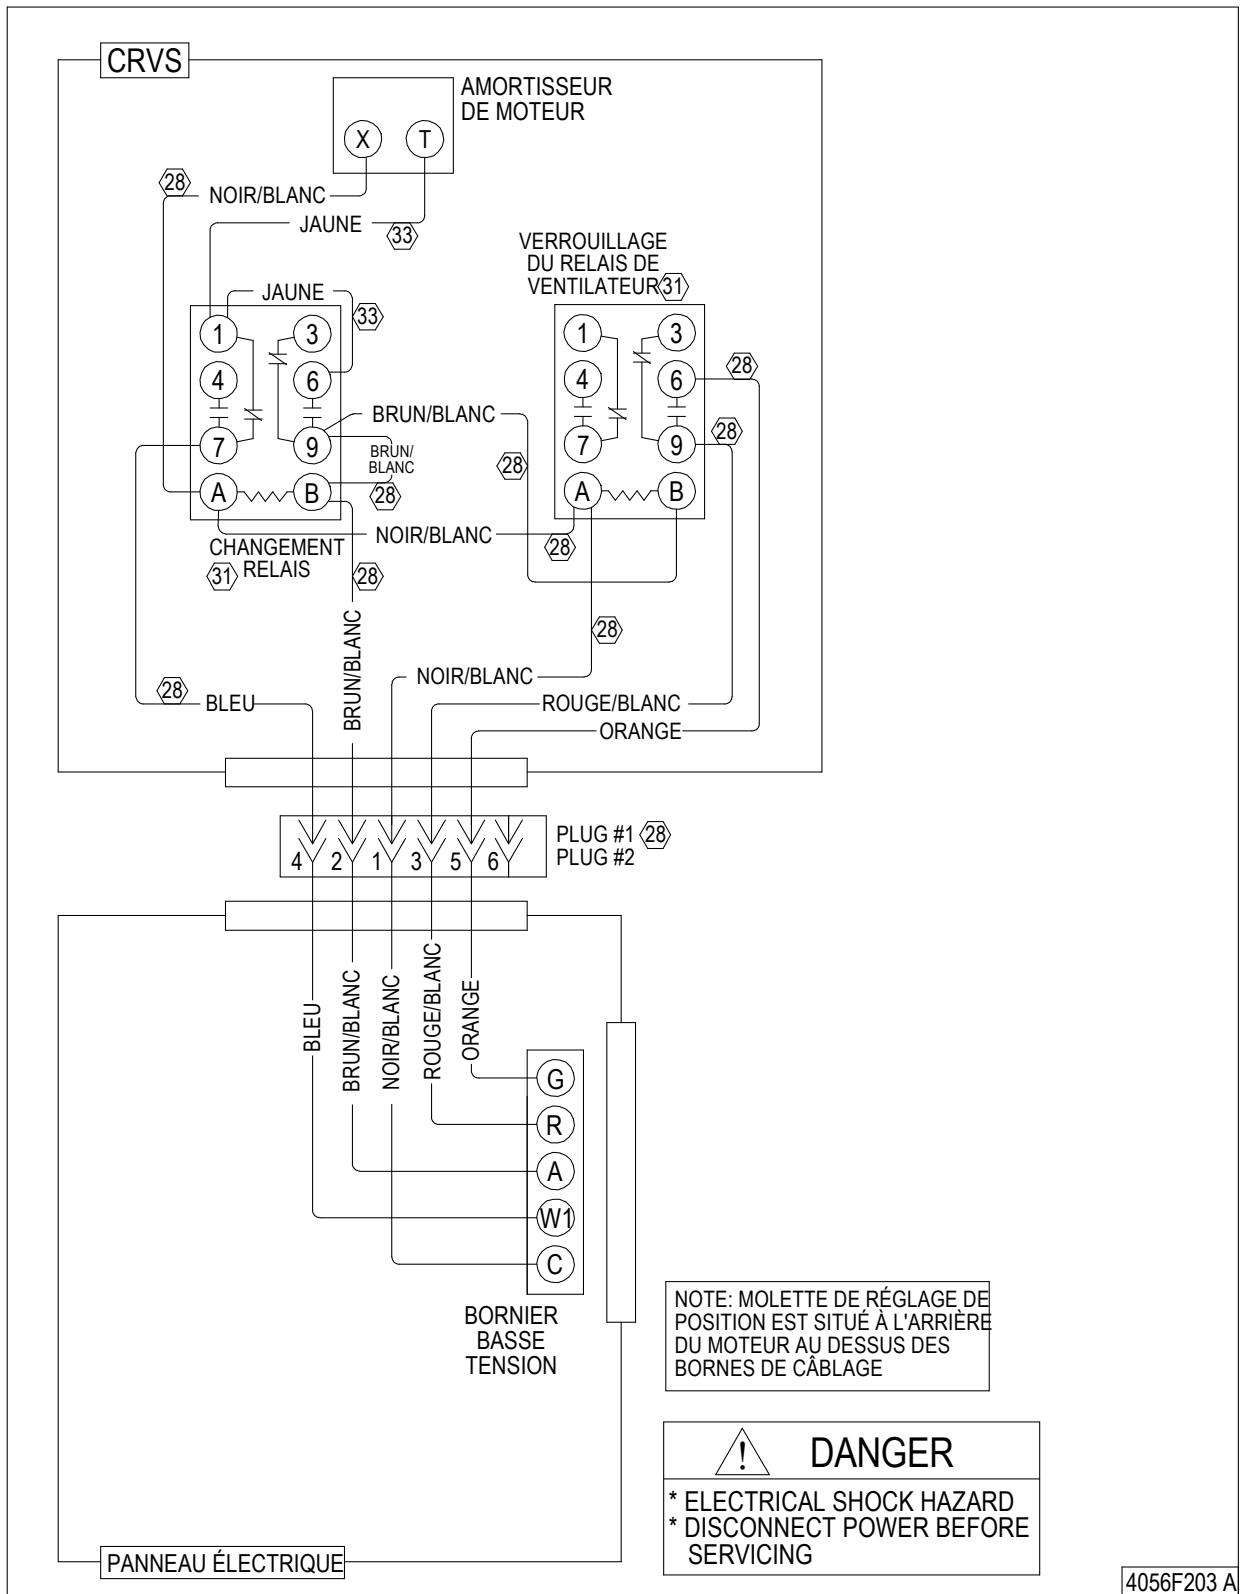 CRVS
AMORTISSEUR
DE MOTEUR
X T
28
NOIR/BLANC
JAUNE
33
VERROUILLAGE
DU RELAIS DE
VENTILATEUR 31
JAUNE
33
1 3
4 6
7 9
A B
1 3
4 6
7 9
A B
28
BRUN/BLANC
28
BRUN/
BLANC
28
28
NOIR/BLANC
28
CHANGEMENT
RELAIS
31
28
BRUN/BLANC
28
NOIR/BLANC
28
BLEU
ROUGE/BLANC
ORANGE
4 2 1 3 5 6
PLUG #1 28
PLUG #2
BLEU
BRUN/BLANC
NOIR/BLANC
ROUGE/BLANC
ORANGE
G
R
A
W1
C
BORNIER
BASSE
TENSION
NOTE: MOLETTE DE RÉGLAGE DE
POSITION EST SITUÉ À L'ARRIÈRE
DU MOTEUR AU DESSUS DES
BORNES DE CÂBLAGE
! DANGER
* ELECTRICAL SHOCK HAZARD
* DISCONNECT POWER BEFORE
SERVICING
PANNEAU ÉLECTRIQUE
4056F203 A